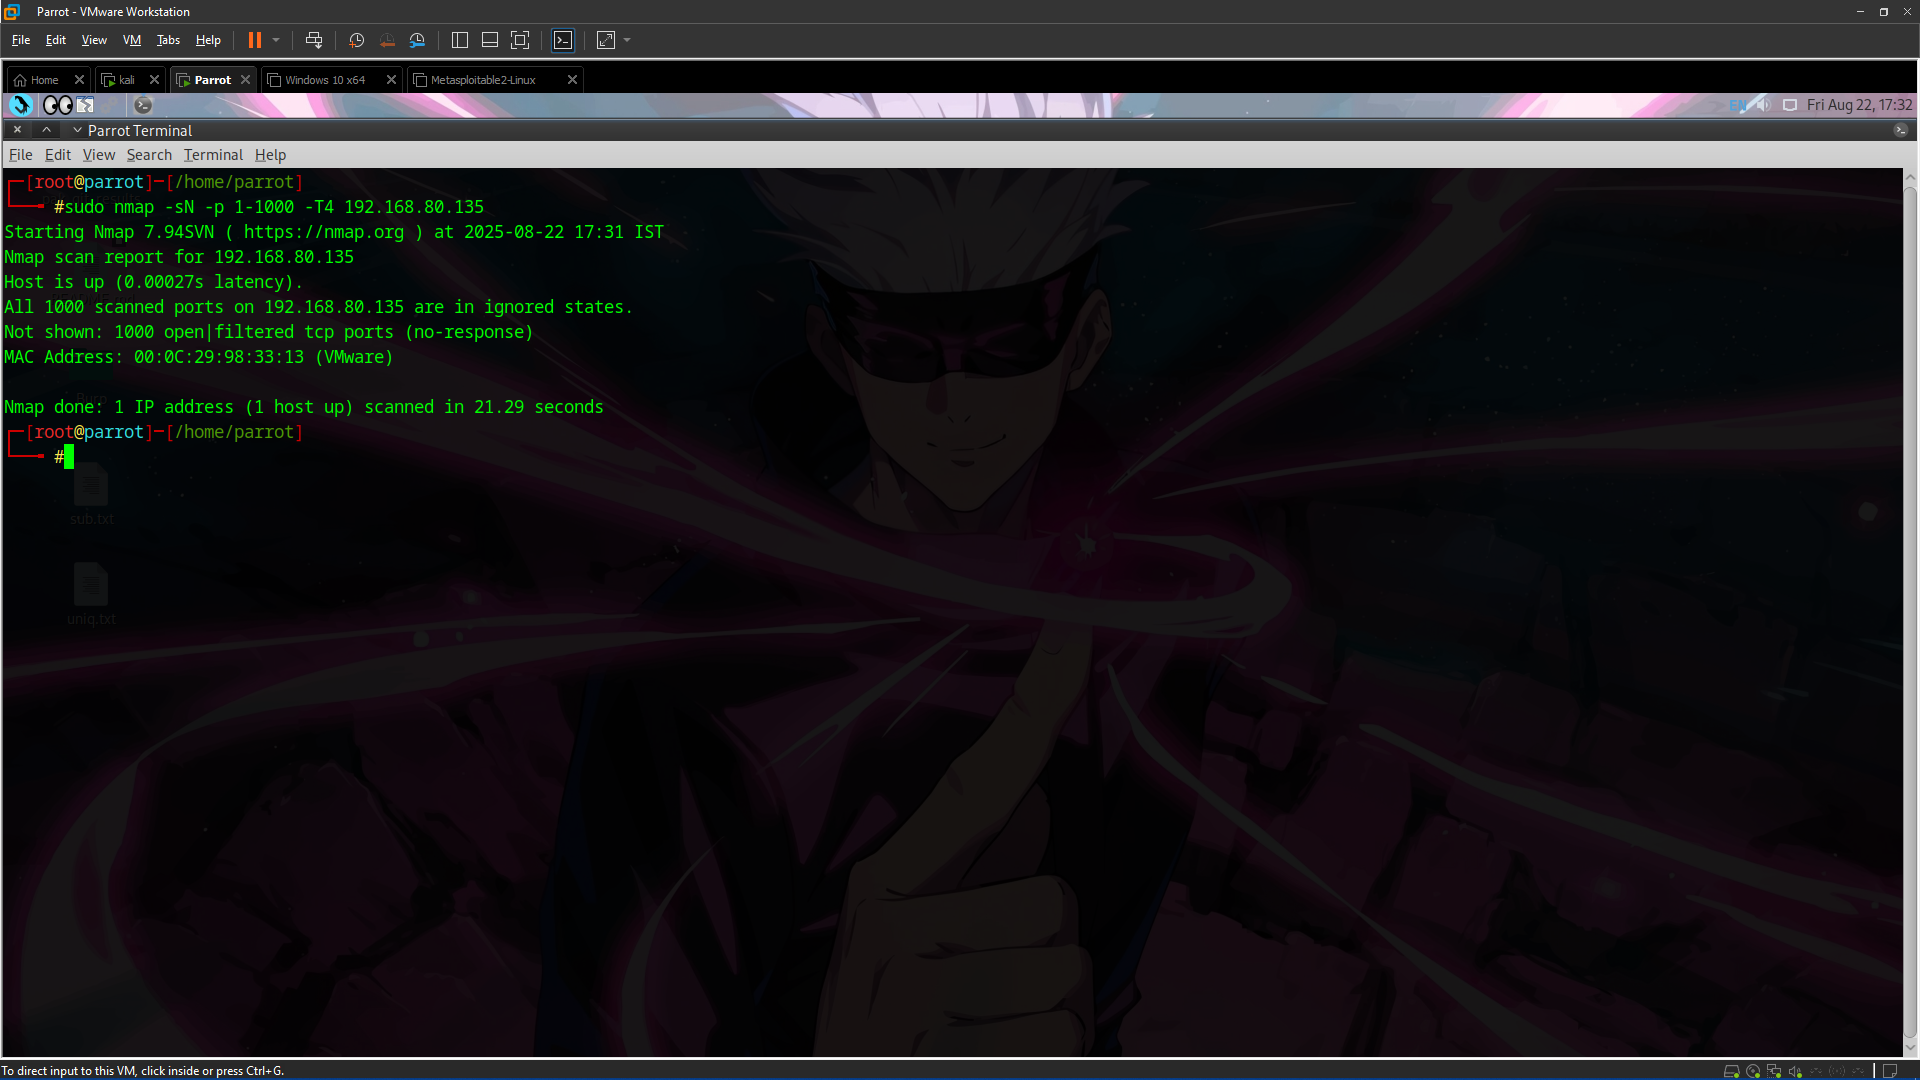 Parrot - VMware Workstation
File Edit View VM Tabs Help
Home kali Parrot Windows 10 x64 Metasploitable2-Linux
EN Fri Aug 22, 17:32
Parrot Terminal
File Edit View Search Terminal Help
[root@parrot]─[/home/parrot]
#sudo nmap -sN -p 1-1000 -T4 192.168.80.135
Starting Nmap 7.94SVN ( https://nmap.org ) at 2025-08-22 17:31 IST
Nmap scan report for 192.168.80.135
Host is up (0.00027s latency).
All 1000 scanned ports on 192.168.80.135 are in ignored states.
Not shown: 1000 open|filtered tcp ports (no-response)
MAC Address: 00:0C:29:98:33:13 (VMware)
Nmap done: 1 IP address (1 host up) scanned in 21.29 seconds
[root@parrot]─[/home/parrot]
#
sub.txt
uniq.txt
To direct input to this VM, click inside or press Ctrl+G.